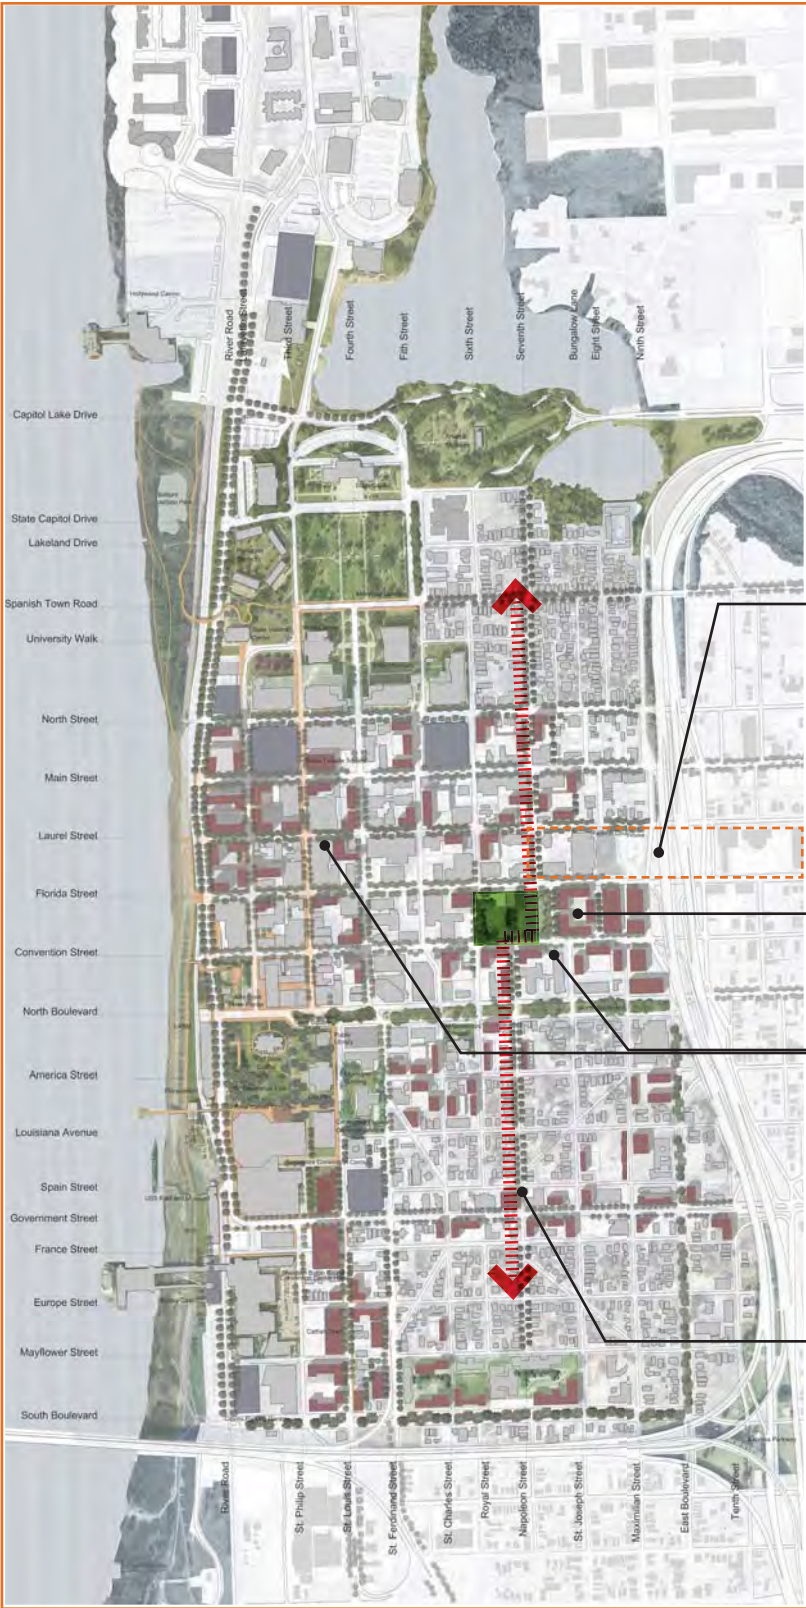 Hollywood Casino
River Road
Third Street
Fourth Street
Fifth Street
Sixth Street
Seventh Street
Bungalow Lane
Eight Street
Ninth Street
Capitol Lake Drive
State Capitol Drive
Lakeland Drive
Spanish Town Road
University Walk
North Street
Main Street
Laurel Street
Florida Street
Convention Street
North Boulevard
America Street
Louisiana Avenue
Spain Street
Government Street
France Street
Europe Street
Mayflower Street
South Boulevard
River Road
St. Philip Street
St. Louis Street
St. Ferdinand Street
St. Charles Street
Royal Street
Napoleon Street
St. Joseph Street
Maximilian Street
East Boulevard
Tenth Street